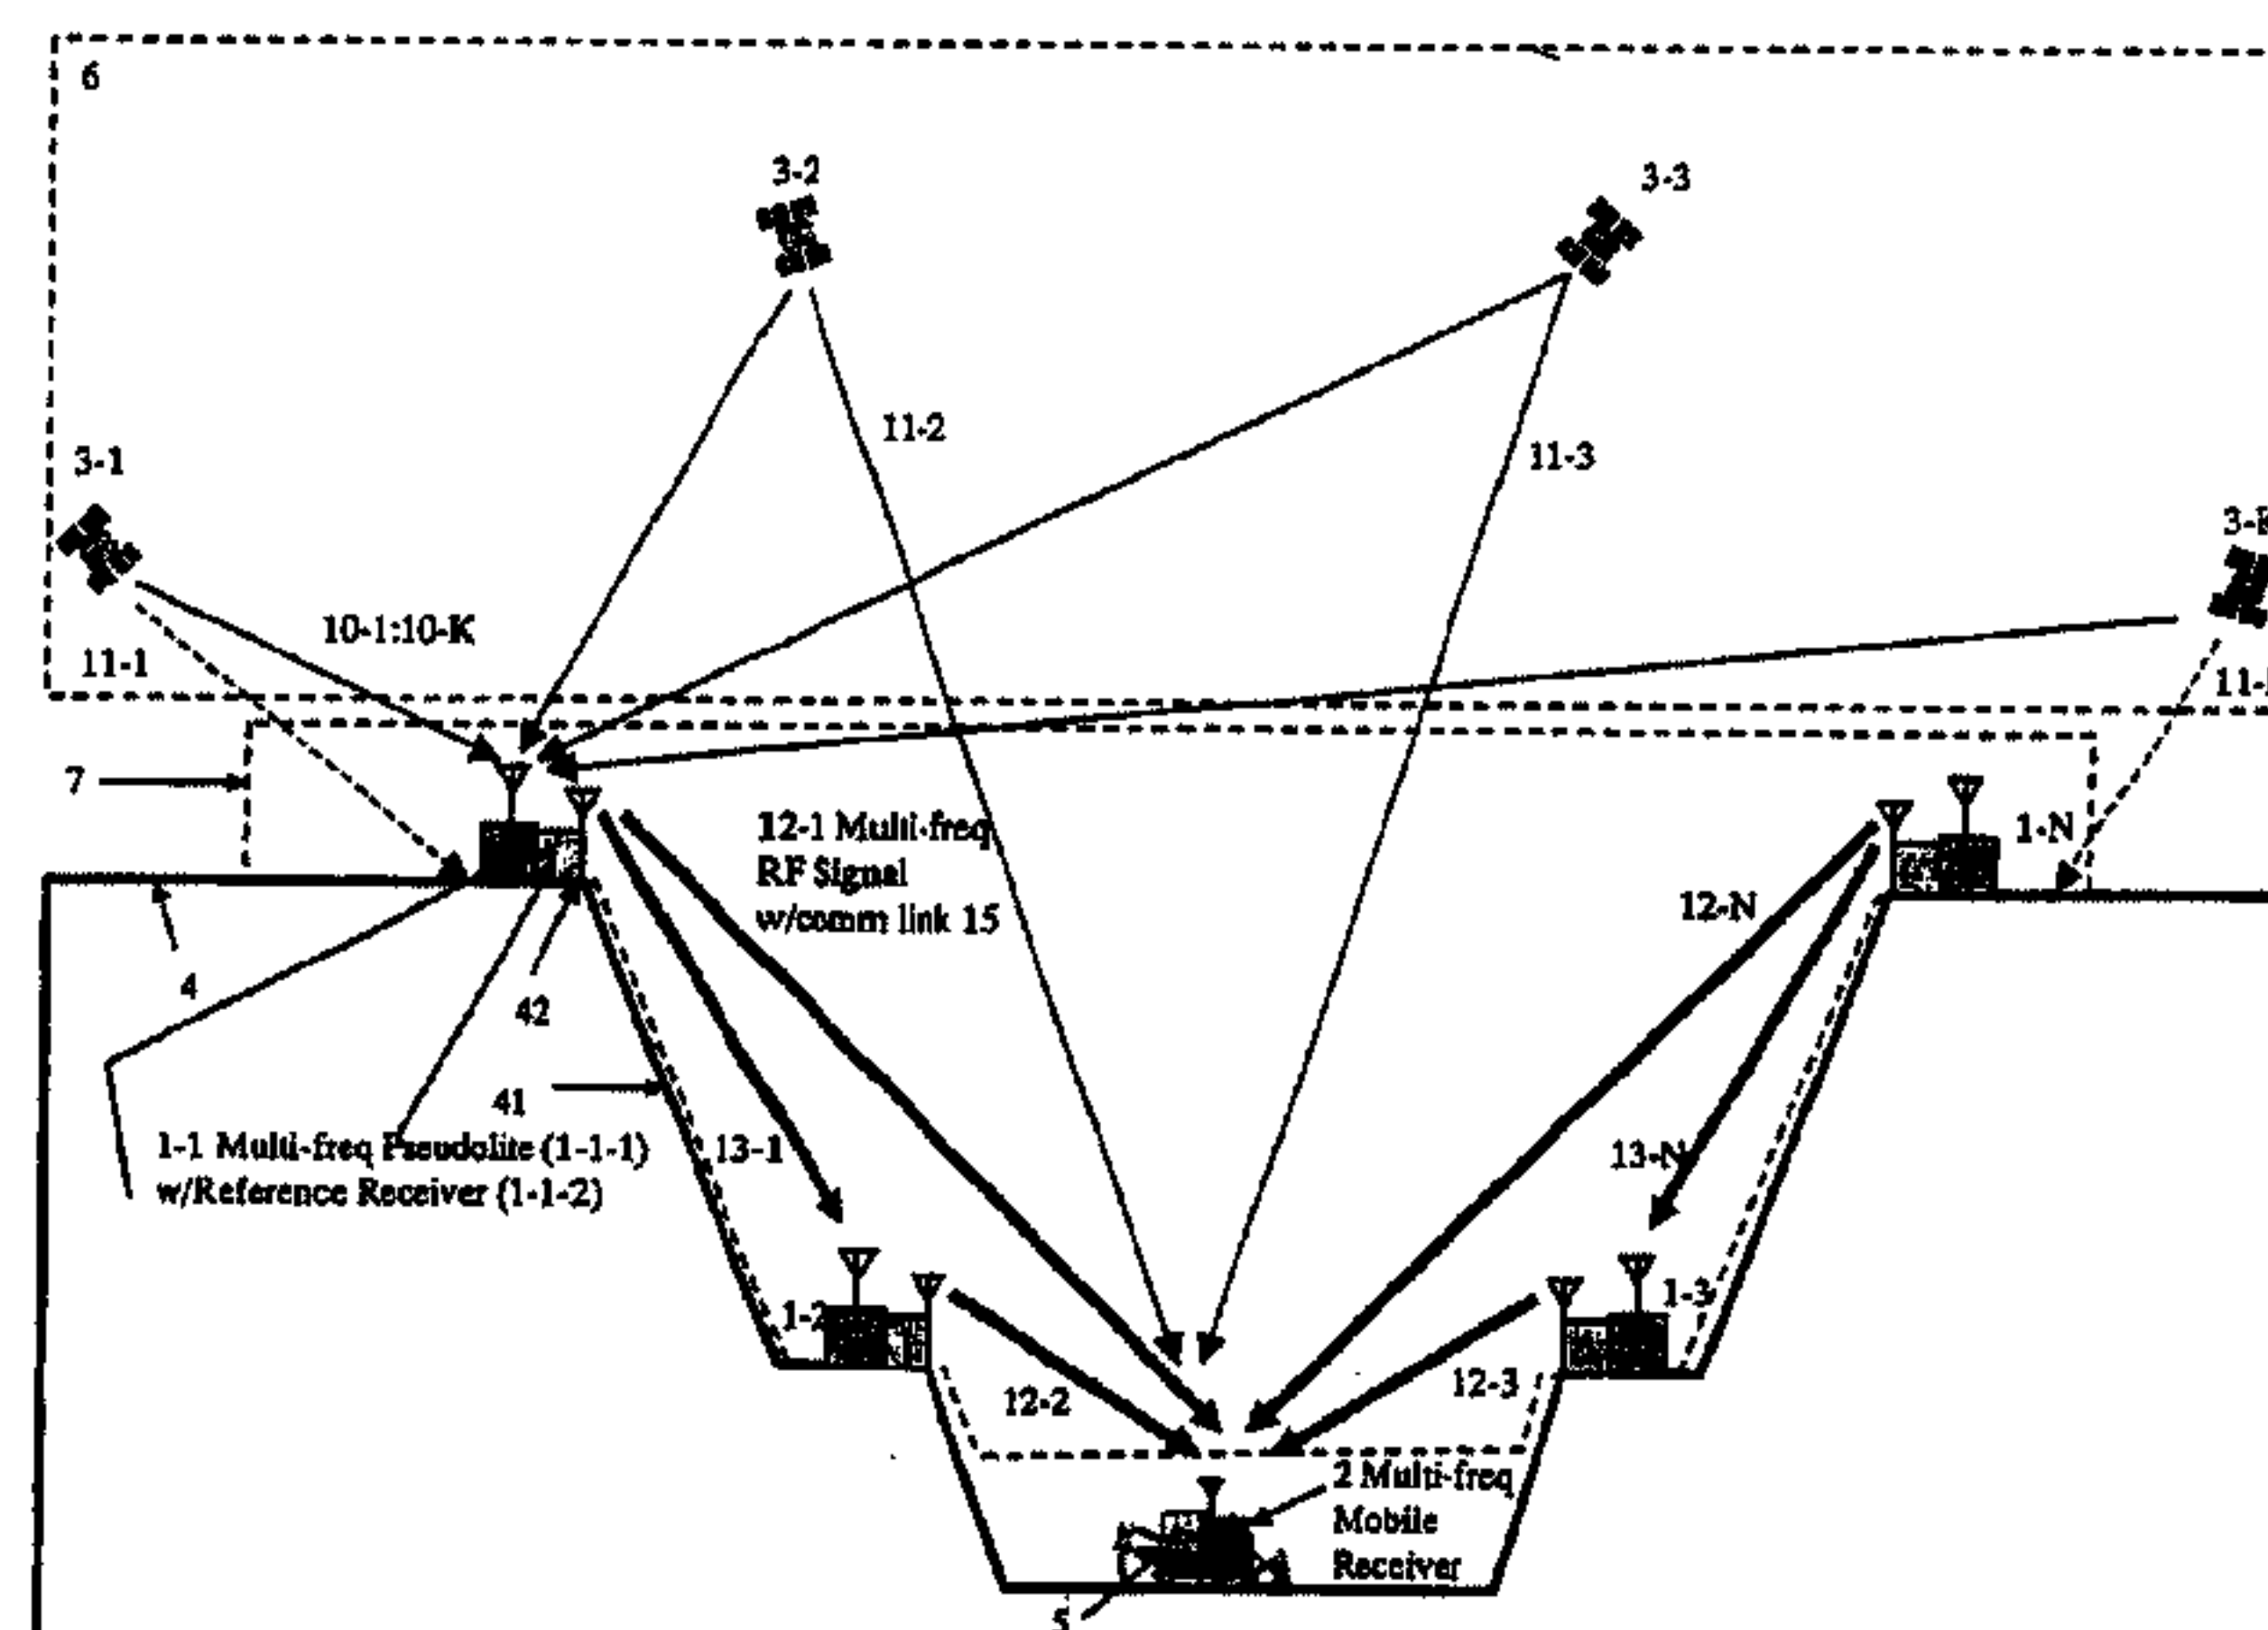 6
3-2
3-3
11-2
11-3
3-1
10-1:10-K
11-1
7
12-1 Multi-freq
RF Signal
w/comm link 15
1-N
12-N
4
42
41
1-1 Multi-freq Pseudolite (1-1-1)
w/Reference Receiver (1-1-2)
13-1
13-N
1-2
1-3
12-2
12-3
2 Multi-freq
Mobile
Receiver
5